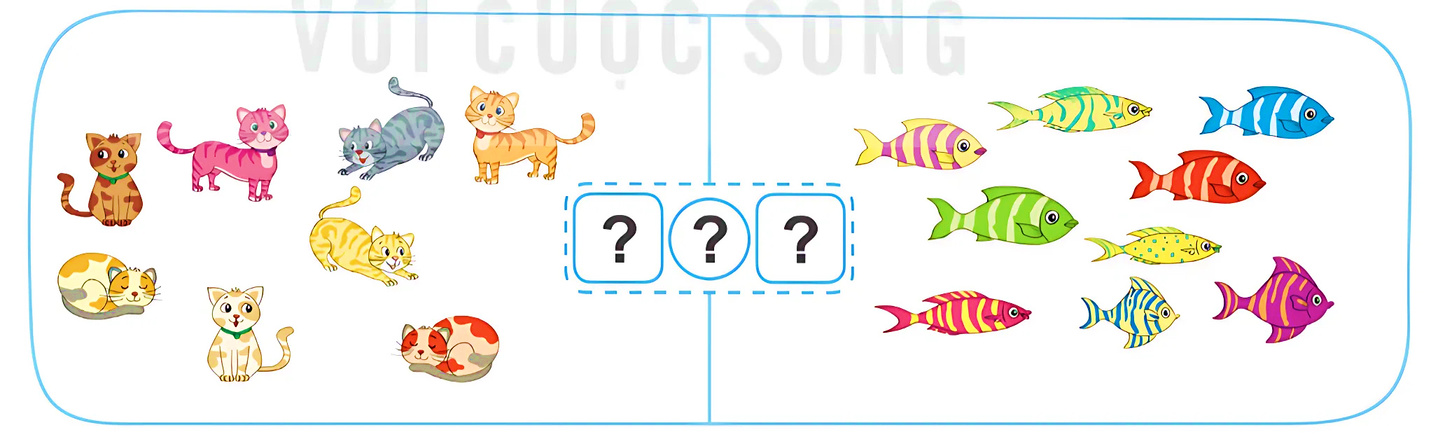 VỚI CUỘC SỐNG
? ? ?